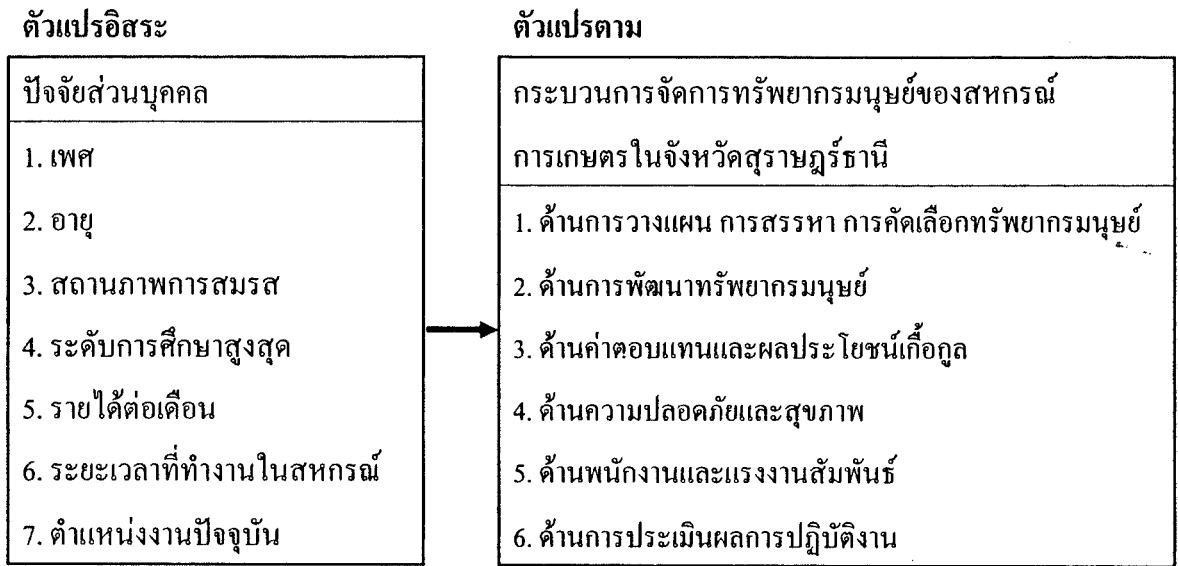 ตัวแปรอิสระ
ปัจจัยส่วนบุคคล
1. เพศ
2. อายุ
3. สถานภาพการสมรส
4. ระดับการศึกษาสูงสุด
5. รายได้ต่อเดือน
6. ระยะเวลาที่ทำงานในสหกรณ์
7. ตำแหน่งงานปัจจุบัน
ตัวแปรตาม
กระบวนการจัดการทรัพยากรมนุษย์ของสหกรณ์
การเกษตรในจังหวัดสุราษฎร์ธานี
1. ด้านการวางแผน การสรรหา การคัดเลือกทรัพยากรมนุษย์
2. ด้านการพัฒนาทรัพยากรมนุษย์
3. ด้านค่าตอบแทนและผลประโยชน์เกื้อกูล
4. ด้านความปลอดภัยและสุขภาพ
5. ด้านพนักงานและแรงงานสัมพันธ์
6. ด้านการประเมินผลการปฏิบัติงาน